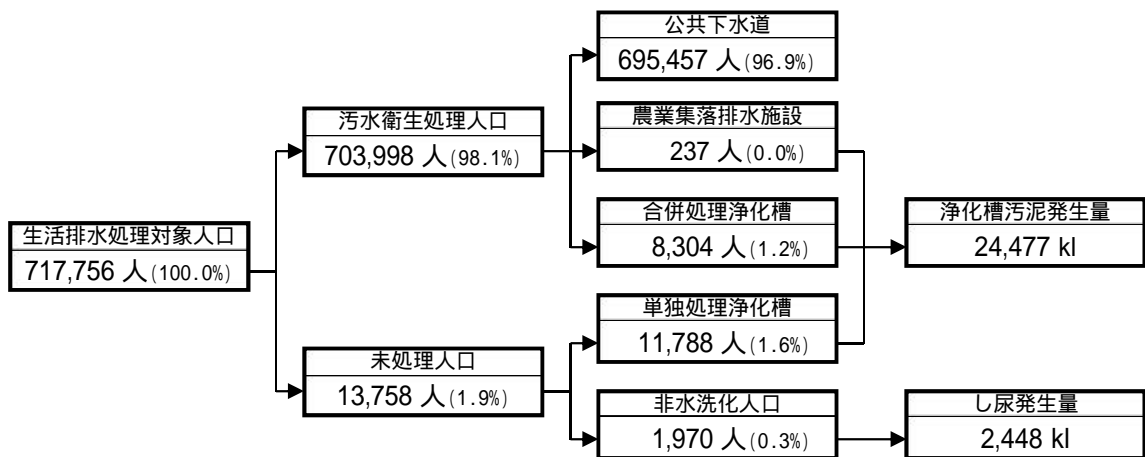 公共下水道
695,457 人(96.9%)
汚水衛生処理人口
703,998 人(98.1%)
農業集落排水施設
237 人(0.0%)
生活排水処理対象人口
717,756 人(100.0%)
合併処理浄化槽
8,304 人(1.2%)
浄化槽汚泥発生量
24,477 kl
単独処理浄化槽
11,788 人(1.6%)
未処理人口
13,758 人(1.9%)
非水洗化人口
1,970 人(0.3%)
し尿発生量
2,448 kl